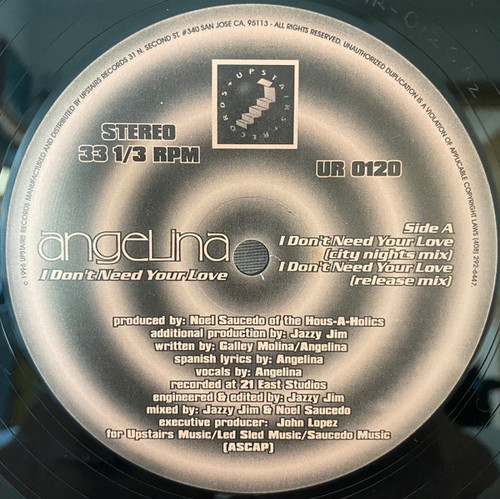 © 1996 UPSTAIRS RECORDS MANUFACTURED AND DISTRIBUTED BY UPSTAIRS RECORDS 31 N. SECOND ST. #340 SAN JOSE CA, 95113 - ALL RIGHTS RESERVED. UNAUTHORIZED DUPLICATION IS A VIOLATION OF APPLICABLE COPYRIGHT LAWS (408) 292-6447.
UPSTAIRS RECORDS
STEREO
33 1/3 RPM
UR 0120
angelina
I Don't Need Your Love
Side A
I Don't Need Your Love
(city nights mix)
I Don't Need Your Love
(release mix)
produced by: Noel Saucedo of the Hous-A-Holics
additional production by: Jazzy Jim
written by: Galley Molina/Angelina
spanish lyrics by: Angelina
vocals by: Angelina
recorded at 21 East Studios
engineered & edited by: Jazzy Jim
mixed by: Jazzy Jim & Noel Saucedo
executive producer: John Lopez
for Upstairs Music/Led Sled Music/Saucedo Music
(ASCAP)